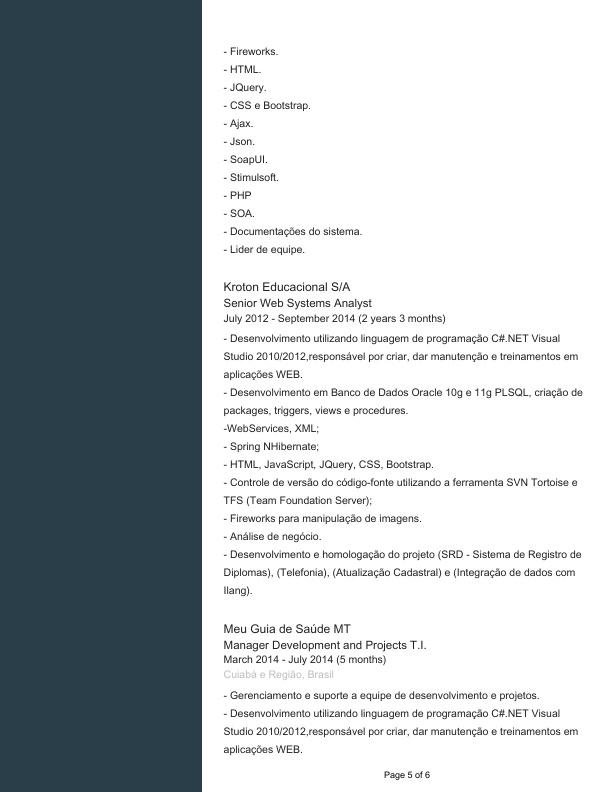 - Fireworks.
- HTML.
- JQuery.
- CSS e Bootstrap.
- Ajax.
- Json.
- SoapUI.
- Stimulsoft.
- PHP
- SOA.
- Documentações do sistema.
- Lider de equipe.
Kroton Educacional S/A
Senior Web Systems Analyst
July 2012 - September 2014 (2 years 3 months)
- Desenvolvimento utilizando linguagem de programação C#.NET Visual
Studio 2010/2012,responsável por criar, dar manutenção e treinamentos em
aplicações WEB.
- Desenvolvimento em Banco de Dados Oracle 10g e 11g PLSQL, criação de
packages, triggers, views e procedures.
-WebServices, XML;
- Spring NHibernate;
- HTML, JavaScript, JQuery, CSS, Bootstrap.
- Controle de versão do código-fonte utilizando a ferramenta SVN Tortoise e
TFS (Team Foundation Server);
- Fireworks para manipulação de imagens.
- Análise de negócio.
- Desenvolvimento e homologação do projeto (SRD - Sistema de Registro de
Diplomas), (Telefonia), (Atualização Cadastral) e (Integração de dados com
Ilang).
Meu Guia de Saúde MT
Manager Development and Projects T.I.
March 2014 - July 2014 (5 months)
Cuiabá e Região, Brasil
- Gerenciamento e suporte a equipe de desenvolvimento e projetos.
- Desenvolvimento utilizando linguagem de programação C#.NET Visual
Studio 2010/2012,responsável por criar, dar manutenção e treinamentos em
aplicações WEB.
Page 5 of 6